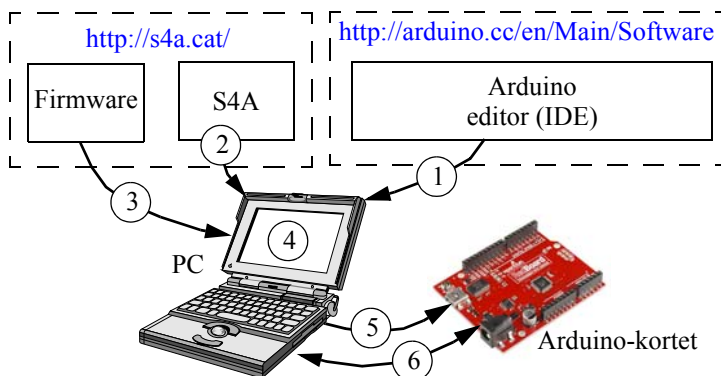 http://s4a.cat/
http://arduino.cc/en/Main/Software
Firmware
S4A
Arduino
editor (IDE)
2
1
3
4
PC
5
6
Arduino-kortet